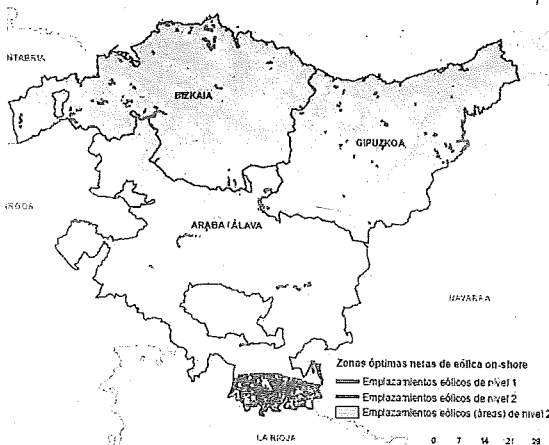 BIZKAIA
GIPUZKOA
ARABA / ÁLAVA
NAVARRA
LA RIOJA
Zonas óptimas netas de eólica on-shore
Emplazamientos eólicos de nivel 1
Emplazamientos eólicos de nivel 2
Emplazamientos eólicos (áreas) de nivel 2
0 7 14 21 29